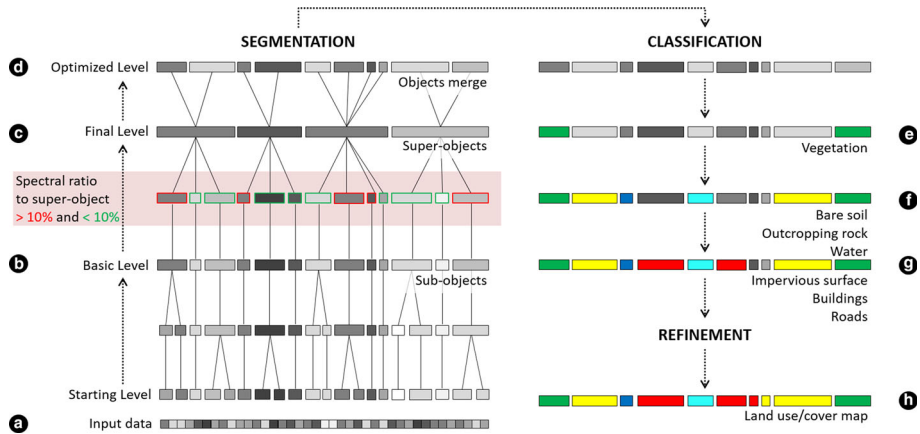 SEGMENTATION
d
Optimized Level
Objects merge
c
Final Level
Super-objects
Spectral ratio
to super-object
> 10% and < 10%
b
Basic Level
Sub-objects
Starting Level
a
Input data
CLASSIFICATION
e
Vegetation
f
Bare soil
Outcropping rock
Water
g
Impervious surface
Buildings
Roads
REFINEMENT
h
Land use/cover map